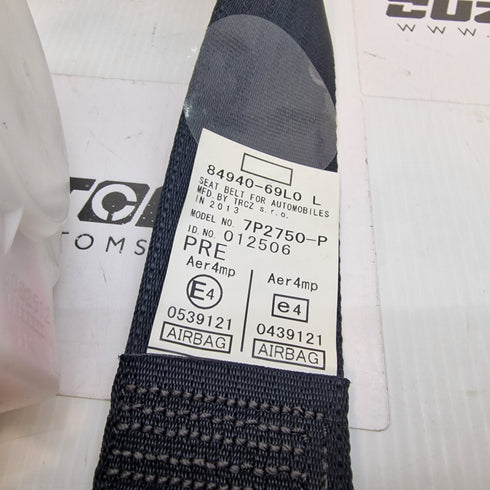 84940-69L0 L
SEAT BELT FOR AUTOMOBILES
MFD.BY TRCZ s.r.o.
IN 2013
MODEL NO. 7P2750-P
ID.NO. 012506
PRE
Aer4mp
E4
0539121
AIRBAG
Aer4mp
e4
0439121
AIRBAG
WWW.